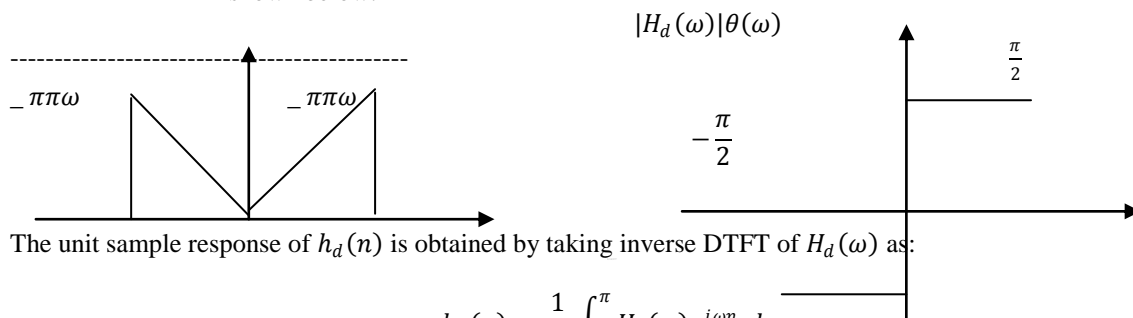 |H_d(ω)|θ(ω)
π/2
_ ππω _ ππω
−π/2
The unit sample response of h_d(n) is obtained by taking inverse DTFT of H_d(ω) as:
1 ∫ π